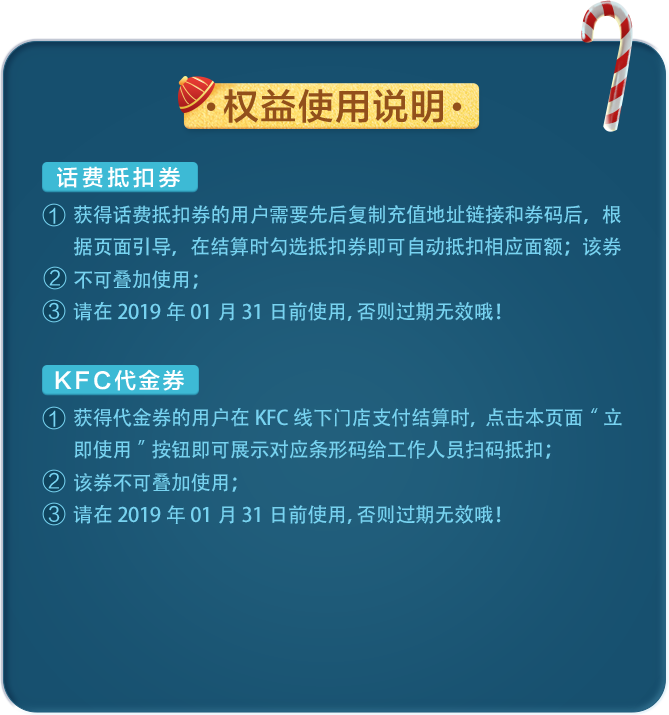 ·权益使用说明·
话费抵扣券
① 获得话费抵扣券的用户需要先后复制充值地址链接和券码后，根
据页面引导，在结算时勾选抵扣券即可自动抵扣相应面额；该券
② 不可叠加使用；
③ 请在 2019 年 01 月 31 日前使用, 否则过期无效哦！
KFC代金券
① 获得代金券的用户在 KFC 线下门店支付结算时，点击本页面“立
即使用”按钮即可展示对应条形码给工作人员扫码抵扣；
② 该券不可叠加使用；
③ 请在 2019 年 01 月 31 日前使用, 否则过期无效哦！